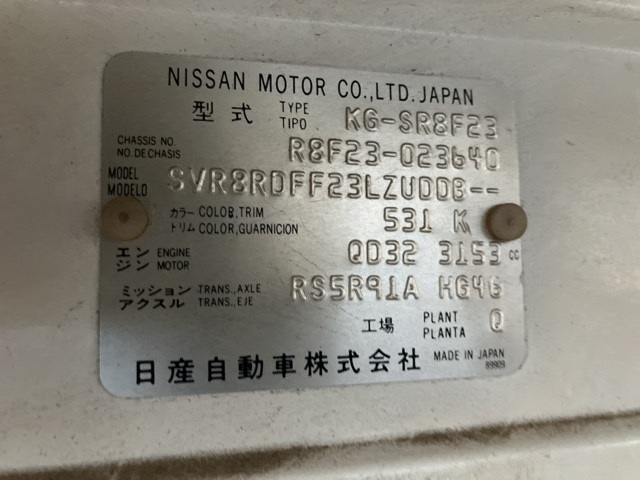 NISSAN MOTOR CO.,LTD. JAPAN
型式 TYPE TIPO KG-SR8F23
CHASSIS NO. NO. DE CHASIS R8F23-023640
MODEL MODELO SVR8RDFF23LZUDDB--
カラー COLOR,TRIM トリム COLOR,GUARNICION 531 K
エンジン ENGINE MOTOR QD32 3153 cc
ミッション TRANS.,AXLE アクスル TRANS.,EJE RS5R91A HG46
工場 PLANT PLANTA Q
日産自動車株式会社 MADE IN JAPAN
89909